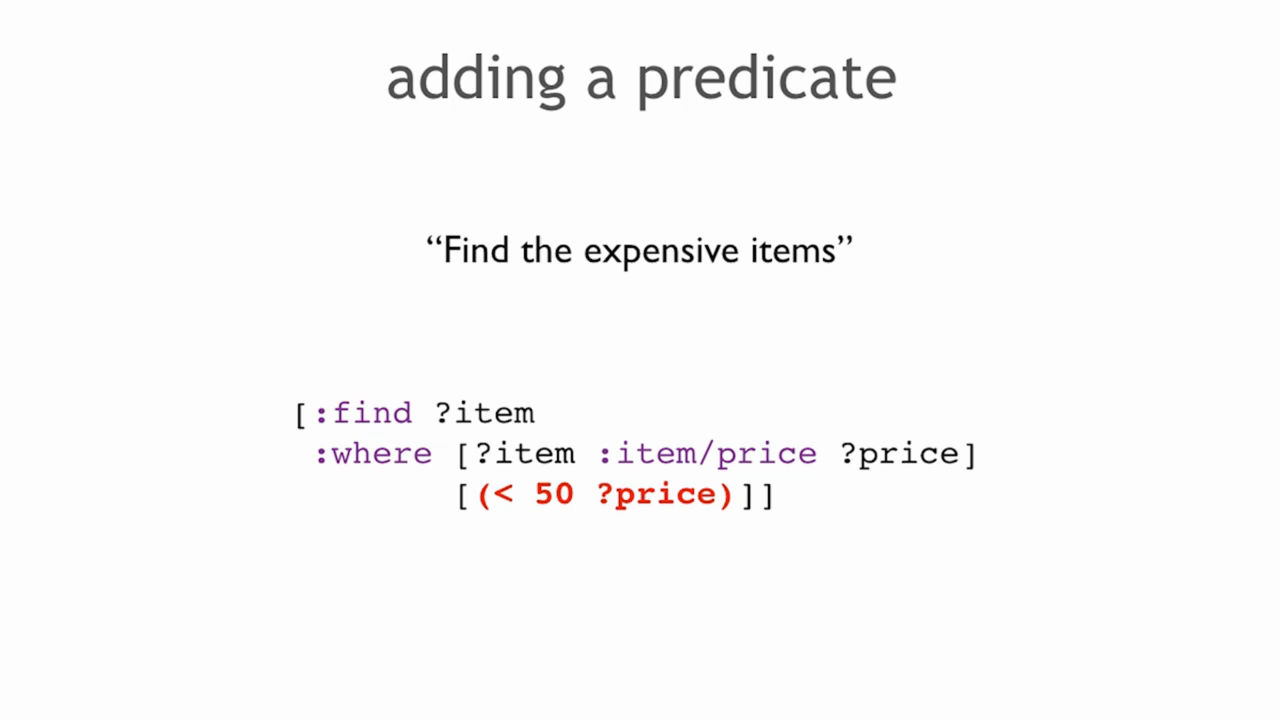 adding a predicate
“Find the expensive items”
[:find ?item
:where [?item :item/price ?price]
[(< 50 ?price)]]